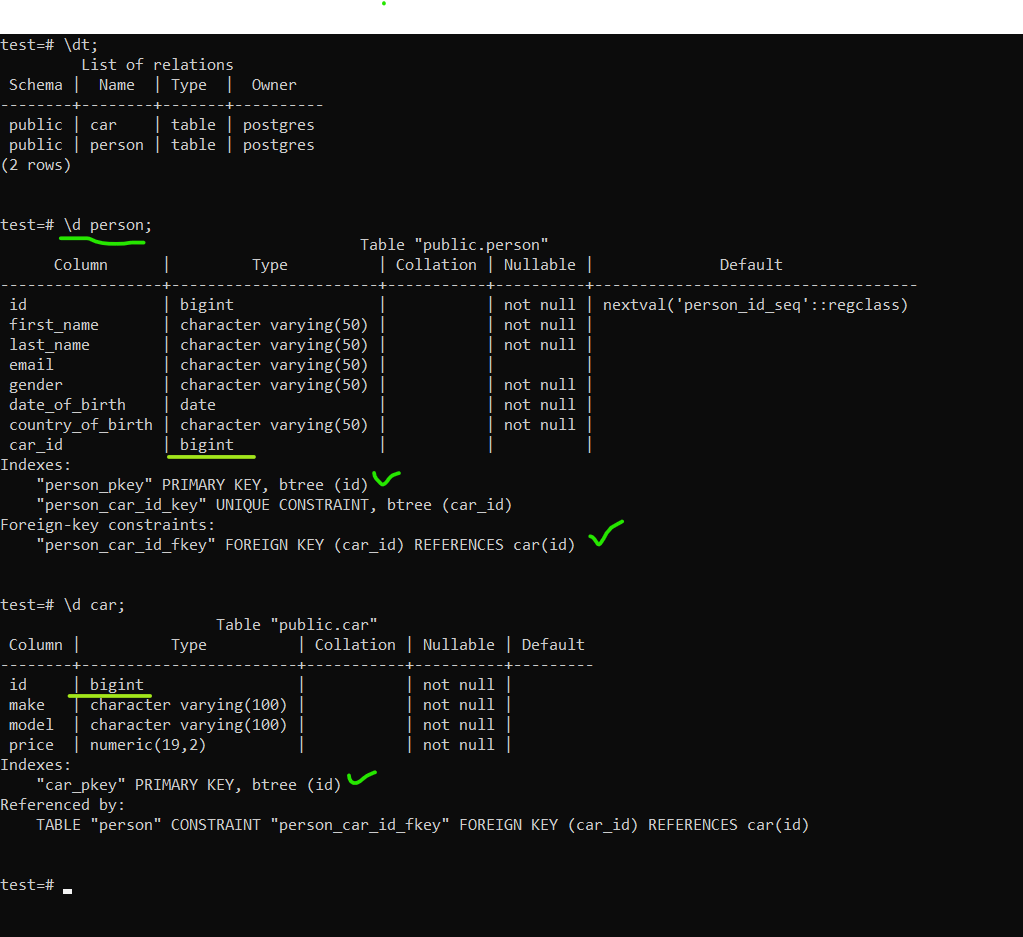 test=# \dt;
         List of relations
 Schema |  Name  | Type  |  Owner
--------+--------+-------+----------
 public | car    | table | postgres
 public | person | table | postgres
(2 rows)
test=# \d person;
                                        Table "public.person"
      Column      |         Type          | Collation | Nullable |              Default
------------------+-----------------------+-----------+----------+------------------------------------
 id               | bigint                |           | not null | nextval('person_id_seq'::regclass)
 first_name       | character varying(50) |           | not null |
 last_name        | character varying(50) |           | not null |
 email            | character varying(50) |           |          |
 gender           | character varying(50) |           | not null |
 date_of_birth    | date                  |           | not null |
 country_of_birth | character varying(50) |           | not null |
 car_id           | bigint                |           |          |
Indexes:
    "person_pkey" PRIMARY KEY, btree (id)
    "person_car_id_key" UNIQUE CONSTRAINT, btree (car_id)
Foreign-key constraints:
    "person_car_id_fkey" FOREIGN KEY (car_id) REFERENCES car(id)
test=# \d car;
                        Table "public.car"
 Column |          Type          | Collation | Nullable | Default
--------+------------------------+-----------+----------+---------
 id     | bigint                 |           | not null |
 make   | character varying(100) |           | not null |
 model  | character varying(100) |           | not null |
 price  | numeric(19,2)          |           | not null |
Indexes:
    "car_pkey" PRIMARY KEY, btree (id)
Referenced by:
    TABLE "person" CONSTRAINT "person_car_id_fkey" FOREIGN KEY (car_id) REFERENCES car(id)
test=#